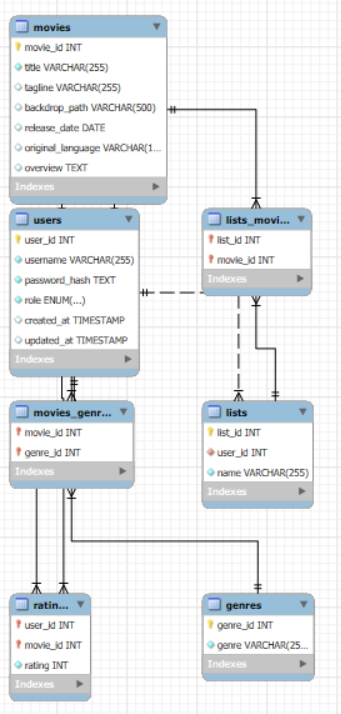 movies
movie_id INT
title VARCHAR(255)
tagline VARCHAR(255)
backdrop_path VARCHAR(500)
release_date DATE
original_language VARCHAR(1...
overview TEXT
Indexes
users
user_id INT
username VARCHAR(255)
password_hash TEXT
role ENUM(...)
created_at TIMESTAMP
updated_at TIMESTAMP
Indexes
lists_movi...
list_id INT
movie_id INT
Indexes
movies_genr...
movie_id INT
genre_id INT
Indexes
lists
list_id INT
user_id INT
name VARCHAR(255)
Indexes
ratin...
user_id INT
movie_id INT
rating INT
Indexes
genres
genre_id INT
genre VARCHAR(25...
Indexes